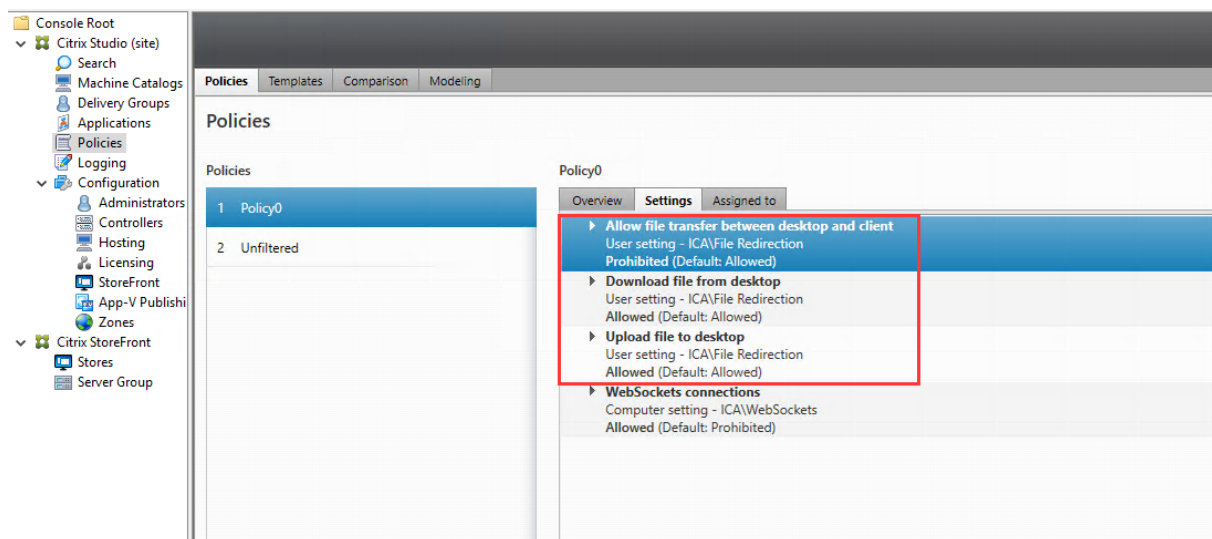 Console Root
Citrix Studio (site)
Search
Machine Catalogs
Delivery Groups
Applications
Policies
Logging
Configuration
Administrators
Controllers
Hosting
Licensing
StoreFront
App-V Publishi
Zones
Citrix StoreFront
Stores
Server Group
Policies Templates Comparison Modeling
Policies
Policies
1 Policy0
2 Unfiltered
Policy0
Overview Settings Assigned to
Allow file transfer between desktop and client
User setting - ICA\File Redirection
Prohibited (Default: Allowed)
Download file from desktop
User setting - ICA\File Redirection
Allowed (Default: Allowed)
Upload file to desktop
User setting - ICA\File Redirection
Allowed (Default: Allowed)
WebSockets connections
Computer setting - ICA\WebSockets
Allowed (Default: Prohibited)